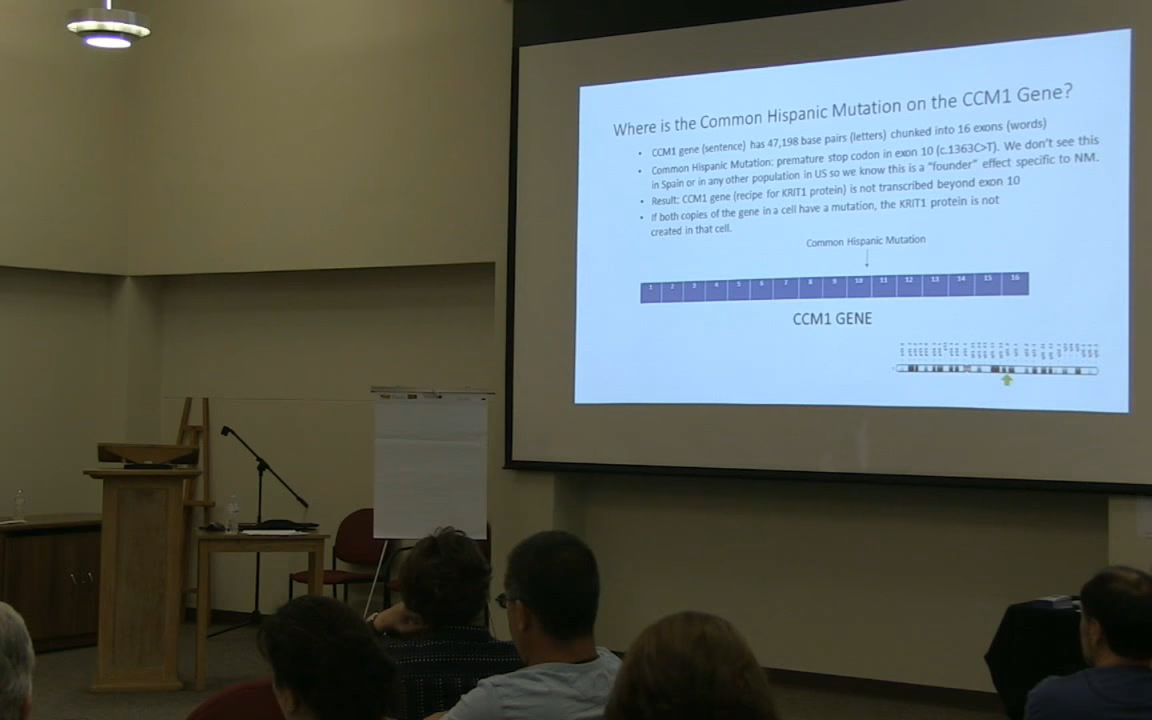 Where is the Common Hispanic Mutation on the CCM1 Gene?
• CCM1 gene (sentence) has 47,198 base pairs (letters) chunked into 16 exons (words)
• Common Hispanic Mutation: premature stop codon in exon 10 (c.1363C>T). We don't see this
in Spain or in any other population in US so we know this is a "founder" effect specific to NM.
• Result: CCM1 gene (recipe for KRIT1 protein) is not transcribed beyond exon 10
• If both copies of the gene in a cell have a mutation, the KRIT1 protein is not
created in that cell.
Common Hispanic Mutation
1 2 3 4 5 6 7 8 9 10 11 12 13 14 15 16
CCM1 GENE